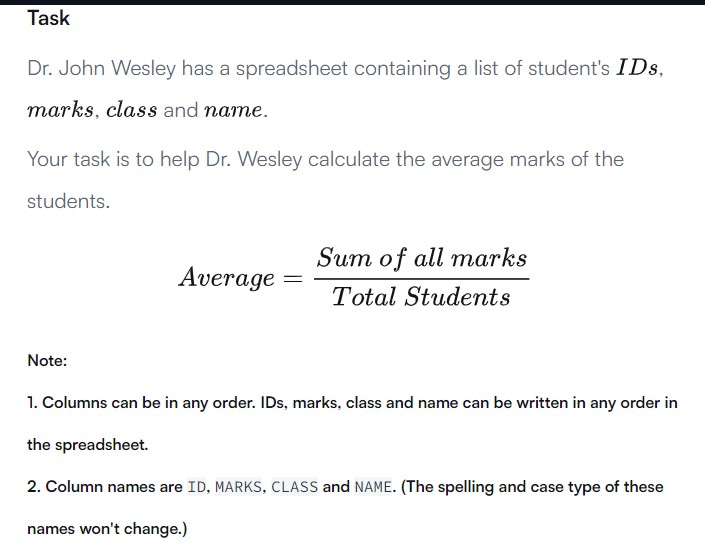 Task
Dr. John Wesley has a spreadsheet containing a list of student's IDs,
marks, class and name.
Your task is to help Dr. Wesley calculate the average marks of the
students.
Average = Sum of all marks / Total Students
Note:
1. Columns can be in any order. IDs, marks, class and name can be written in any order in
the spreadsheet.
2. Column names are ID, MARKS, CLASS and NAME. (The spelling and case type of these
names won't change.)